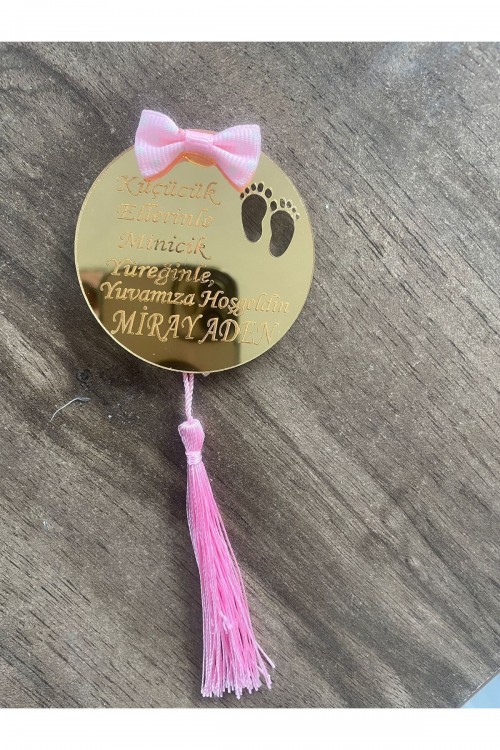 Küçücük
Ellerinle
Minicik
Yüreğinle,
Yuvamıza Hoşgeldin
MİRAY ADEN